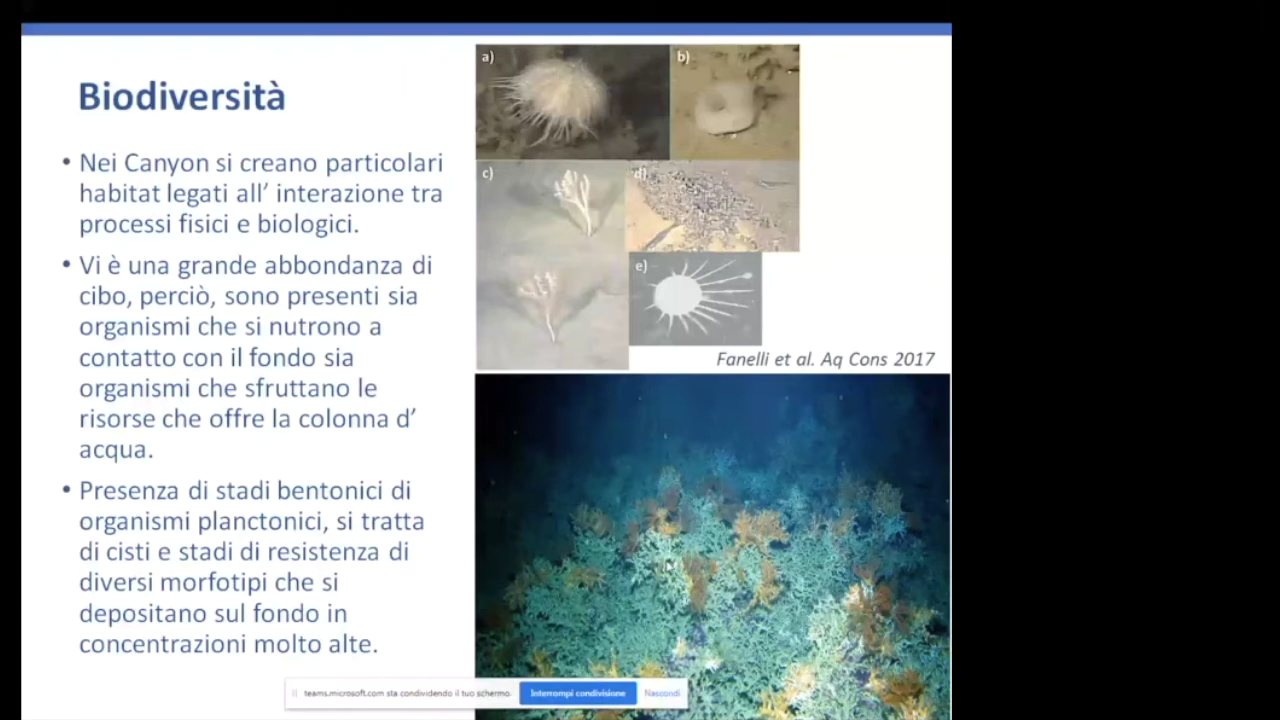 Biodiversità
• Nei Canyon si creano particolari
habitat legati all’ interazione tra
processi fisici e biologici.
• Vi è una grande abbondanza di
cibo, perciò, sono presenti sia
organismi che si nutrono a
contatto con il fondo sia
organismi che sfruttano le
risorse che offre la colonna d’
acqua.
• Presenza di stadi bentonici di
organismi planctonici, si tratta
di cisti e stadi di resistenza di
diversi morfotipi che si
depositano sul fondo in
concentrazioni molto alte.
a)
b)
c)
d)
e)
Fanelli et al. Aq Cons 2017
teams.microsoft.com sta condividendo il tuo schermo.
Interrompi condivisione
Nascondi